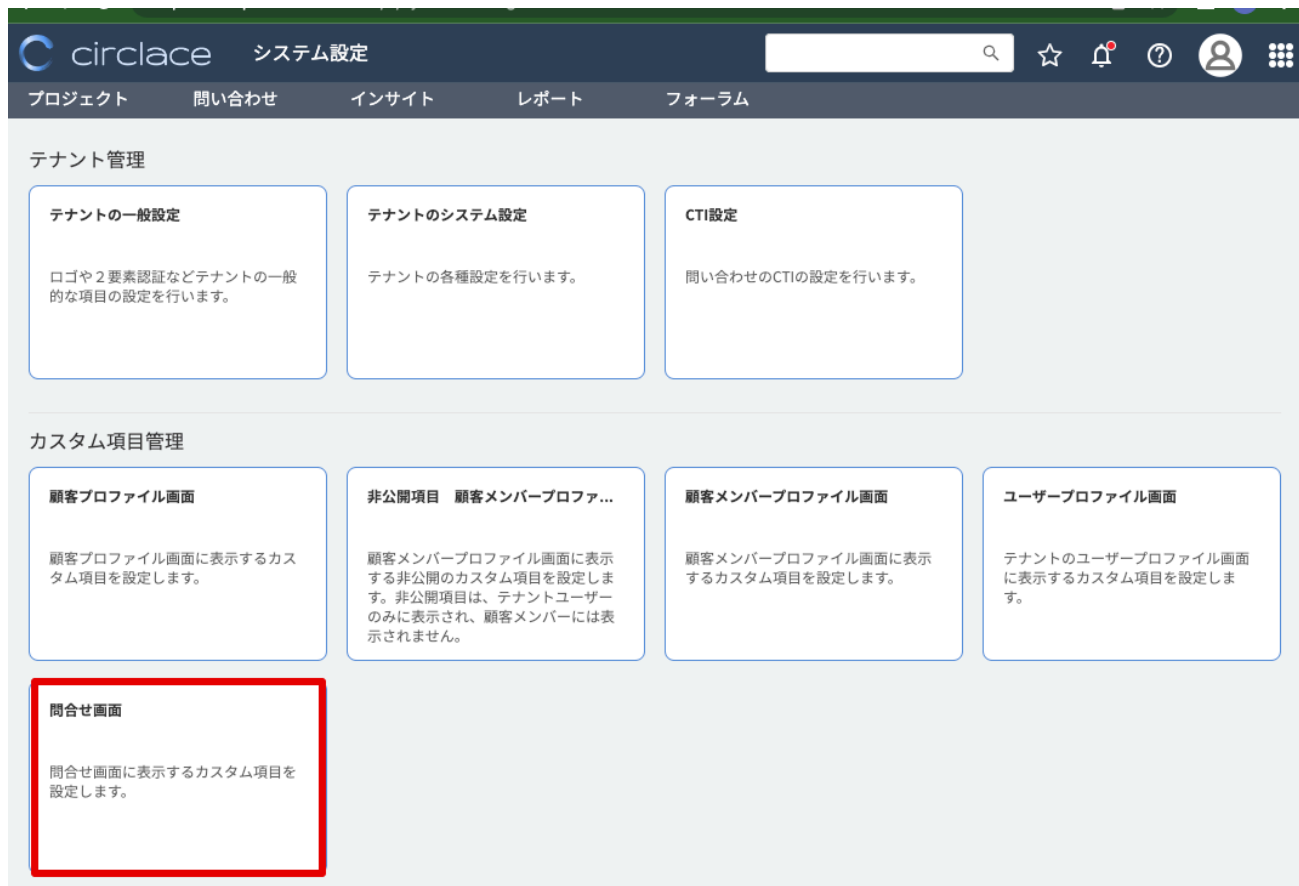 circlace システム設定
プロジェクト 問い合わせ インサイト レポート フォーラム
テナント管理
テナントの一般設定
ロゴや２要素認証などテナントの一般
的な項目の設定を行います。
テナントのシステム設定
テナントの各種設定を行います。
CTI設定
問い合わせのCTIの設定を行います。
カスタム項目管理
顧客プロファイル画面
顧客プロファイル画面に表示するカス
タム項目を設定します。
非公開項目　顧客メンバープロファ...
顧客メンバープロファイル画面に表示
する非公開のカスタム項目を設定しま
す。非公開項目は、テナントユーザー
のみに表示され、顧客メンバーには表
示されません。
顧客メンバープロファイル画面
顧客メンバープロファイル画面に表示
するカスタム項目を設定します。
ユーザープロファイル画面
テナントのユーザープロファイル画面
に表示するカスタム項目を設定しま
す。
問合せ画面
問合せ画面に表示するカスタム項目を
設定します。